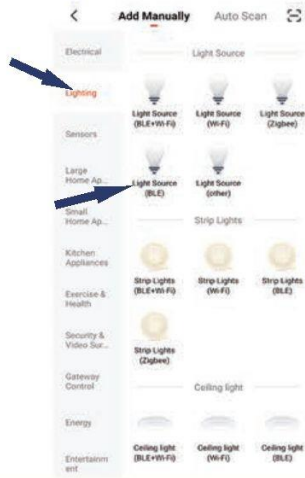 Add Manually Auto Scan
Electrical
Lighting
Sensors
Large
Home Ap...
Small
Home Ap...
Kitchen
Appliances
Exercise &
Health
Security &
Video Sur...
Gateway
Control
Energy
Entertainm
ent
Light Source
Light Source
(BLE+Wi-Fi)
Light Source
(Wi-Fi)
Light Source
(Zigbee)
Light Source
(BLE)
Light Source
(other)
Strip Lights
Strip Lights
(BLE+Wi-Fi)
Strip Lights
(Wi-Fi)
Strip Lights
(BLE)
Strip Lights
(Zigbee)
Ceiling light
Ceiling light
(BLE+Wi-Fi)
Ceiling light
(Wi-Fi)
Ceiling light
(BLE)